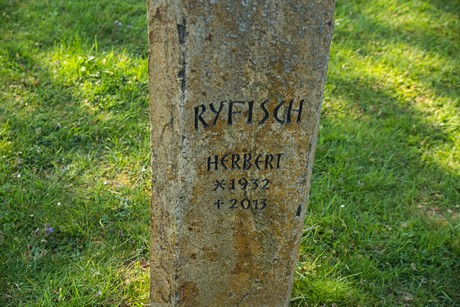 RYFISCH
HERBERT
*1932
+2013